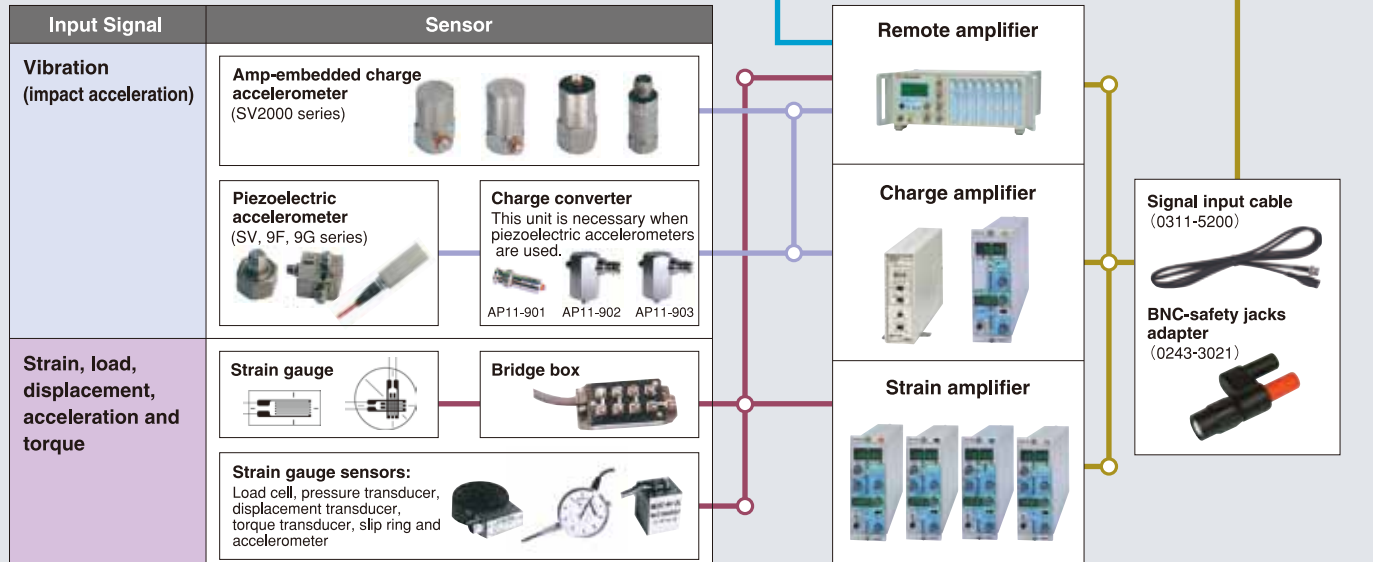 Input Signal
Sensor
Vibration
(impact acceleration)
Amp-embedded charge
accelerometer
(SV2000 series)
Piezoelectric
accelerometer
(SV, 9F, 9G series)
Charge converter
This unit is necessary when
piezoelectric accelerometers
are used.
AP11-901
AP11-902
AP11-903
Strain, load,
displacement,
acceleration and
torque
Strain gauge
Bridge box
Strain gauge sensors:
Load cell, pressure transducer,
displacement transducer,
torque transducer, slip ring and
accelerometer
Remote amplifier
Charge amplifier
Strain amplifier
Signal input cable
(0311-5200)
BNC-safety jacks
adapter
(0243-3021)